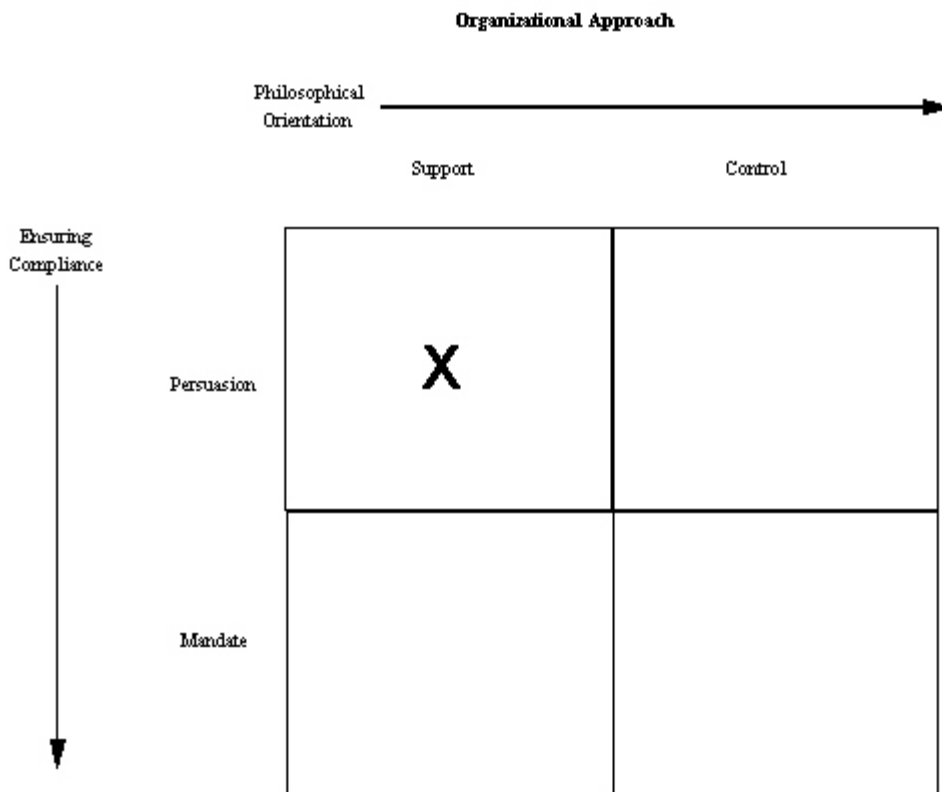 Organizational Approach
Philosophical
Orientation
Support
Control
Ensuring
Compliance
X
Persuasion
Mandate